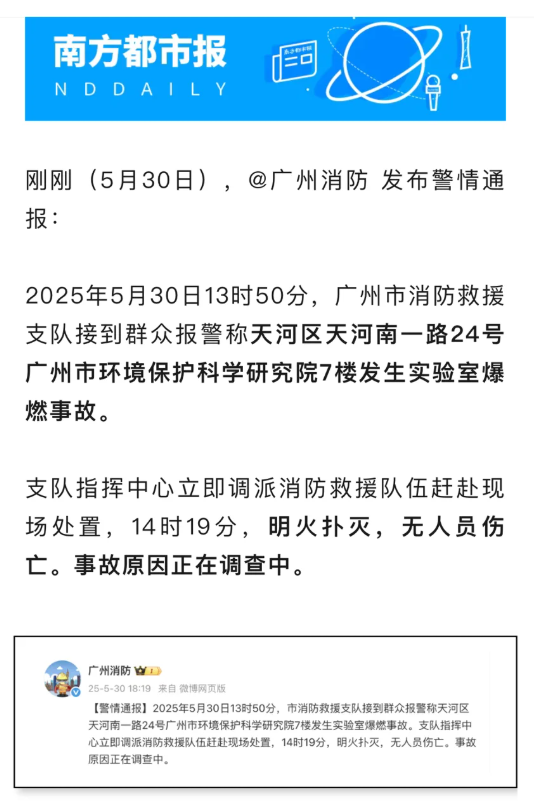 南方都市报
NDDAILY
刚刚（5月30日），@广州消防 发布警情通
报：
2025年5月30日13时50分，广州市消防救援
支队接到群众报警称天河区天河南一路24号
广州市环境保护科学研究院7楼发生实验室爆
燃事故。
支队指挥中心立即调派消防救援队伍赶赴现
场处置，14时19分，明火扑灭，无人员伤
亡。事故原因正在调查中。
广州消防
25-5-30 18:19 来自 微博网页版
【警情通报】2025年5月30日13时50分，市消防救援支队接到群众报警称天河区
天河南一路24号广州市环境保护科学研究院7楼发生实验室爆燃事故。支队指挥中
心立即调派消防救援队伍赶赴现场处置，14时19分，明火扑灭，无人员伤亡。事故
原因正在调查中。